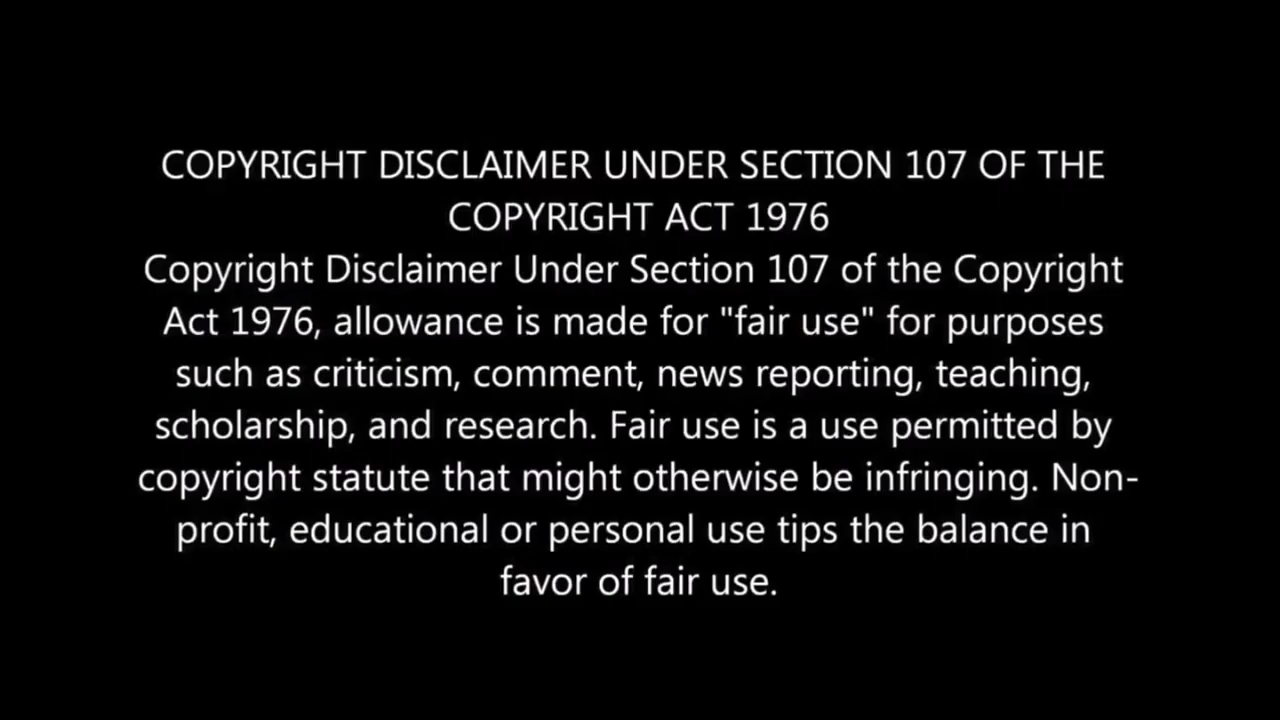 COPYRIGHT DISCLAIMER UNDER SECTION 107 OF THE
COPYRIGHT ACT 1976
Copyright Disclaimer Under Section 107 of the Copyright
Act 1976, allowance is made for "fair use" for purposes
such as criticism, comment, news reporting, teaching,
scholarship, and research. Fair use is a use permitted by
copyright statute that might otherwise be infringing. Non-
profit, educational or personal use tips the balance in
favor of fair use.